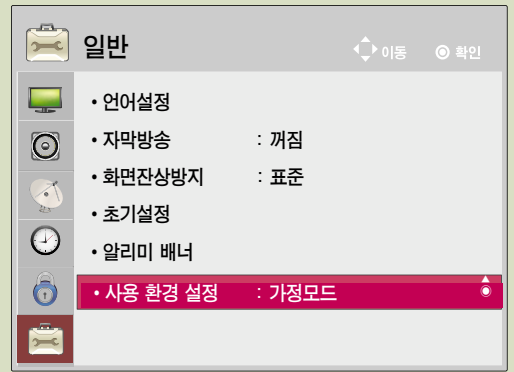 일반 이동 확인
• 언어설정
• 자막방송 : 꺼짐
• 화면잔상방지 : 표준
• 초기설정
• 알리미 배너
• 사용 환경 설정 : 가정모드